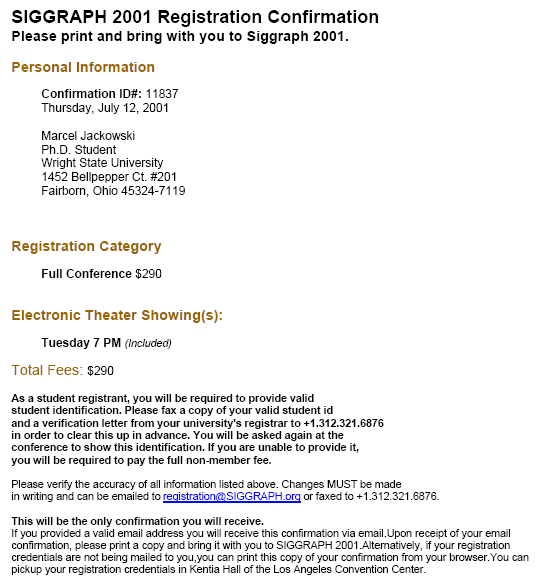 SIGGRAPH 2001 Registration Confirmation
Please print and bring with you to Siggraph 2001.
Personal Information
Confirmation ID#: 11837
Thursday, July 12, 2001
Marcel Jackowski
Ph.D. Student
Wright State University
1452 Bellpepper Ct. #201
Fairborn, Ohio 45324-7119
Registration Category
Full Conference $290
Electronic Theater Showing(s):
Tuesday 7 PM (Included)
Total Fees: $290
As a student registrant, you will be required to provide valid
student identification. Please fax a copy of your valid student id
and a verification letter from your university's registrar to +1.312.321.6876
in order to clear this up in advance. You will be asked again at the
conference to show this identification. If you are unable to provide it,
you will be required to pay the full non-member fee.
Please verify the accuracy of all information listed above. Changes MUST be made
in writing and can be emailed to registration@SIGGRAPH.org or faxed to +1.312.321.6876.
This will be the only confirmation you will receive.
If you provided a valid email address you will receive this confirmation via email.Upon receipt of your email
confirmation, please print a copy and bring it with you to SIGGRAPH 2001.Alternatively, if your registration
credentials are not being mailed to you,you can print this copy of your confirmation from your browser.You can
pickup your registration credentials in Kentia Hall of the Los Angeles Convention Center.